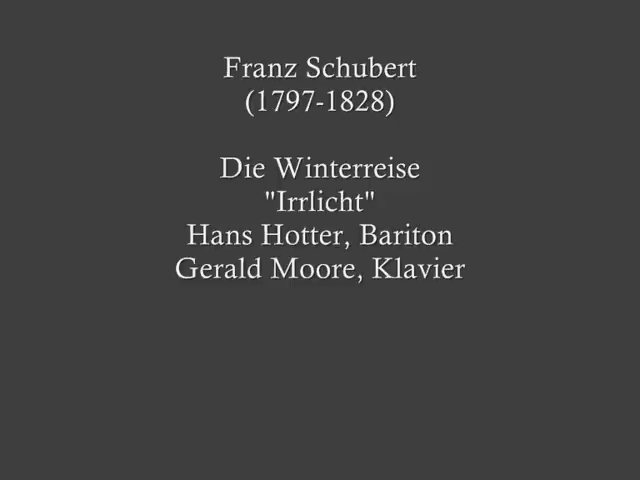 Franz Schubert
(1797-1828)
Die Winterreise
"Irrlicht"
Hans Hotter, Bariton
Gerald Moore, Klavier